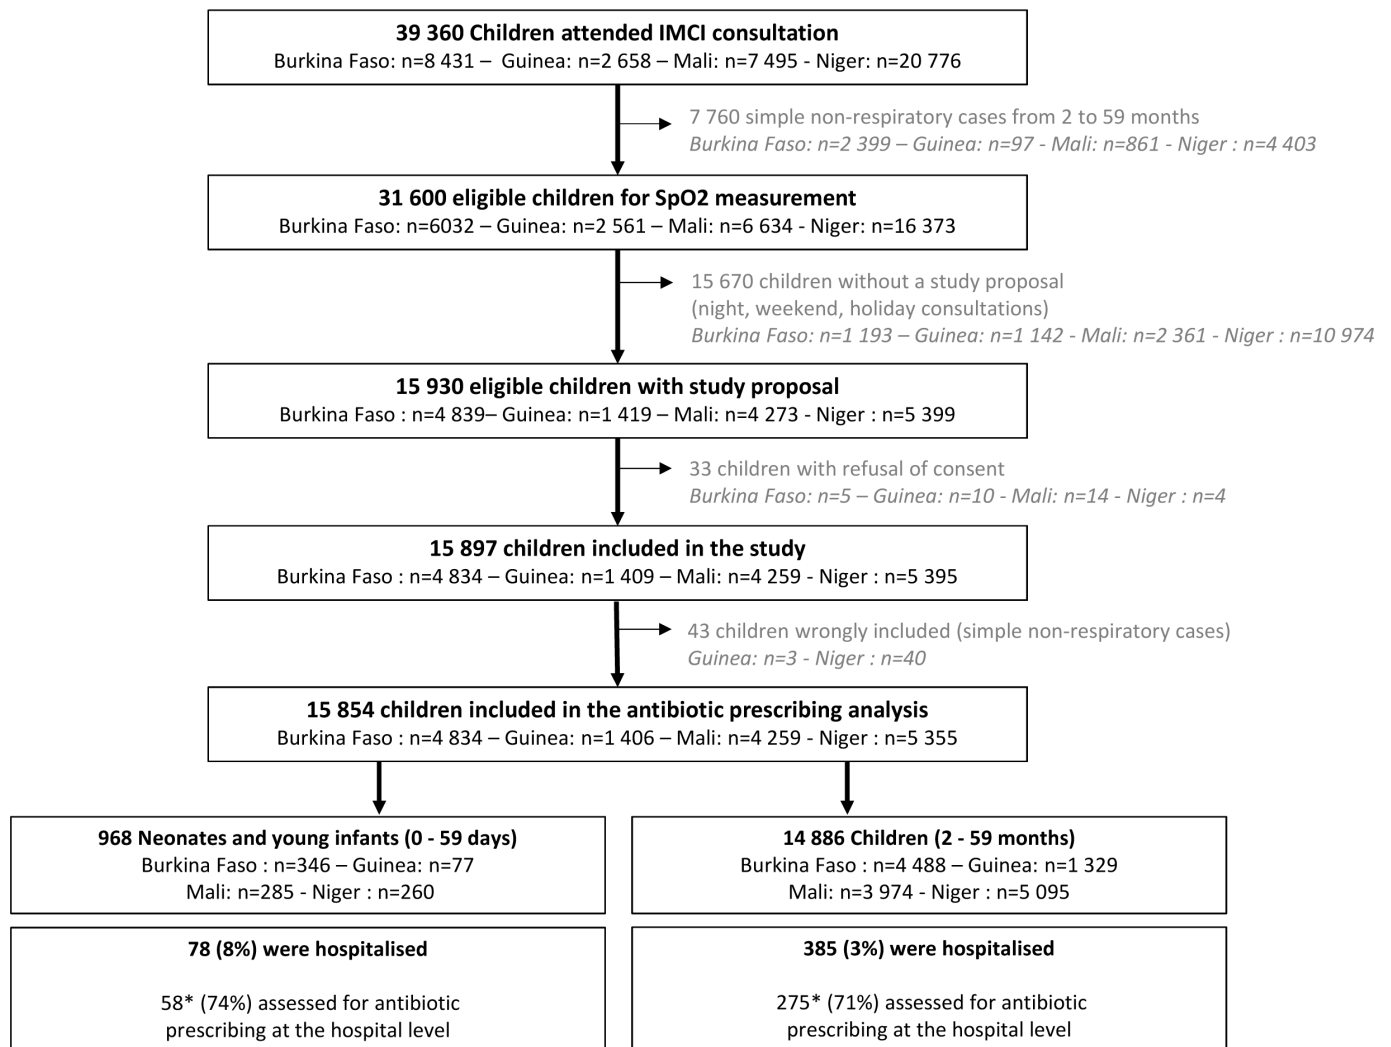 39 360 Children attended IMCI consultation
Burkina Faso: n=8 431 – Guinea: n=2 658 – Mali: n=7 495 - Niger: n=20 776
7 760 simple non-respiratory cases from 2 to 59 months
Burkina Faso: n=2 399 – Guinea: n=97 - Mali: n=861 - Niger : n=4 403
31 600 eligible children for SpO2 measurement
Burkina Faso: n=6032 – Guinea: n=2 561 – Mali: n=6 634 - Niger: n=16 373
15 670 children without a study proposal
(night, weekend, holiday consultations)
Burkina Faso: n=1 193 – Guinea: n=1 142 - Mali: n=2 361 - Niger : n=10 974
15 930 eligible children with study proposal
Burkina Faso : n=4 839– Guinea: n=1 419 – Mali: n=4 273 - Niger : n=5 399
33 children with refusal of consent
Burkina Faso: n=5 – Guinea: n=10 - Mali: n=14 - Niger : n=4
15 897 children included in the study
Burkina Faso : n=4 834 – Guinea: n=1 409 – Mali: n=4 259 - Niger : n=5 395
43 children wrongly included (simple non-respiratory cases)
Guinea: n=3 - Niger : n=40
15 854 children included in the antibiotic prescribing analysis
Burkina Faso : n=4 834 – Guinea: n=1 406 – Mali: n=4 259 - Niger : n=5 355
968 Neonates and young infants (0 - 59 days)
Burkina Faso : n=346 – Guinea: n=77
Mali: n=285 - Niger : n=260
14 886 Children (2 - 59 months)
Burkina Faso : n=4 488 – Guinea: n=1 329
Mali: n=3 974 - Niger : n=5 095
78 (8%) were hospitalised
58* (74%) assessed for antibiotic
prescribing at the hospital level
385 (3%) were hospitalised
275* (71%) assessed for antibiotic
prescribing at the hospital level